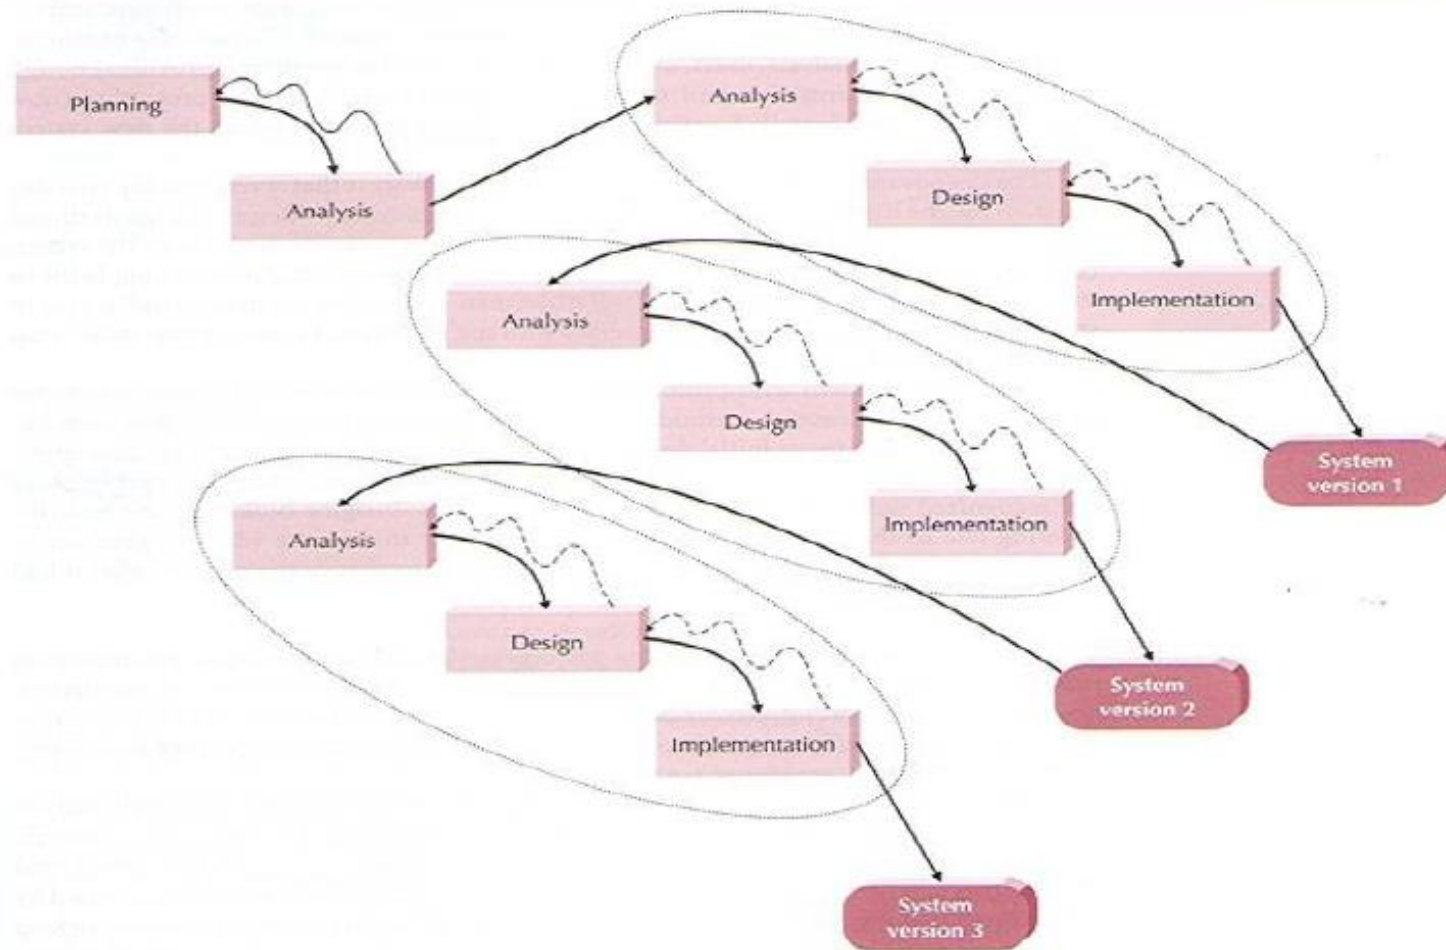 Planning
Analysis
Analysis
Design
Implementation
System
version 1
Analysis
Design
Implementation
System
version 2
Analysis
Design
Implementation
System
version 3